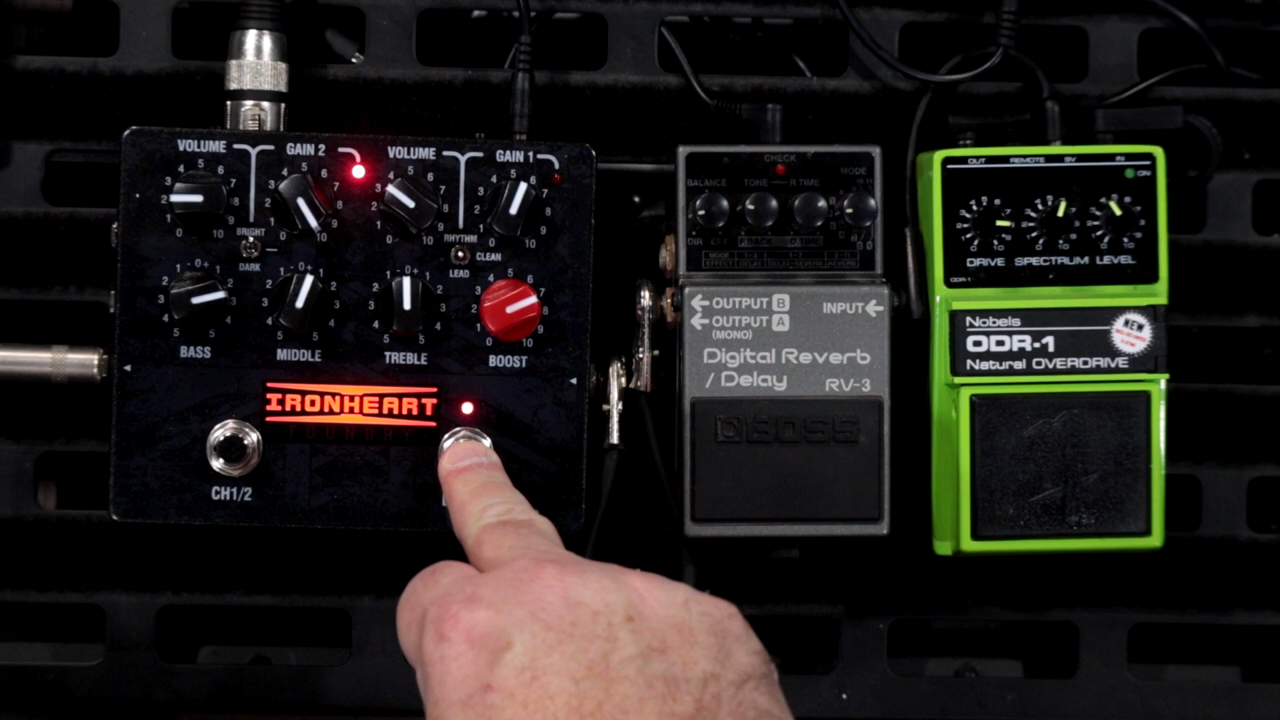 VOLUME
GAIN 2
VOLUME
GAIN 1
BRIGHT
DARK
RHYTHM
CLEAN
LEAD
BASS
MIDDLE
TREBLE
BOOST
IRONHEART
FOUNDRY
CH1/2
CHECK
BALANCE
TONE
R.TIME
MODE
OUTPUT B
OUTPUT A
(MONO)
INPUT
Digital Reverb
/ Delay
RV-3
BOSS
OUT
REMOTE
9V
IN
ON
DRIVE
SPECTRUM
LEVEL
ODR-1
Nobels
ODR-1
Natural OVERDRIVE
NEW